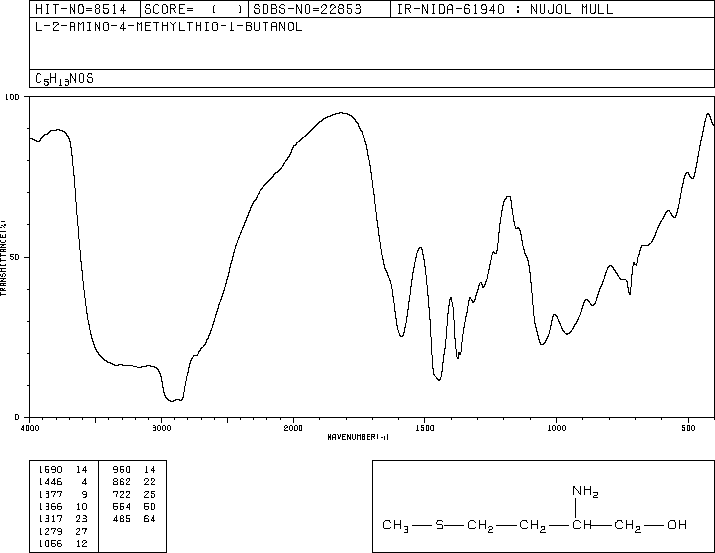 HIT-NO=8514 SCORE= ( ) SDBS-NO=22853 IR-NIDA-61940 : NUJOL MULL
L-2-AMINO-4-METHYLTHIO-1-BUTANOL
C5H13NOS
100
50
0
TRANSMITTANCE(%)
4000 3000 2000 1500 1000 500
WAVENUMBER(-1)
1590 14 960 14
1446 4 862 22
1377 9 722 25
1366 10 554 50
1317 23 485 64
1279 27
1056 12
NH2
CH3—S—CH2—CH2—CH—CH2—OH